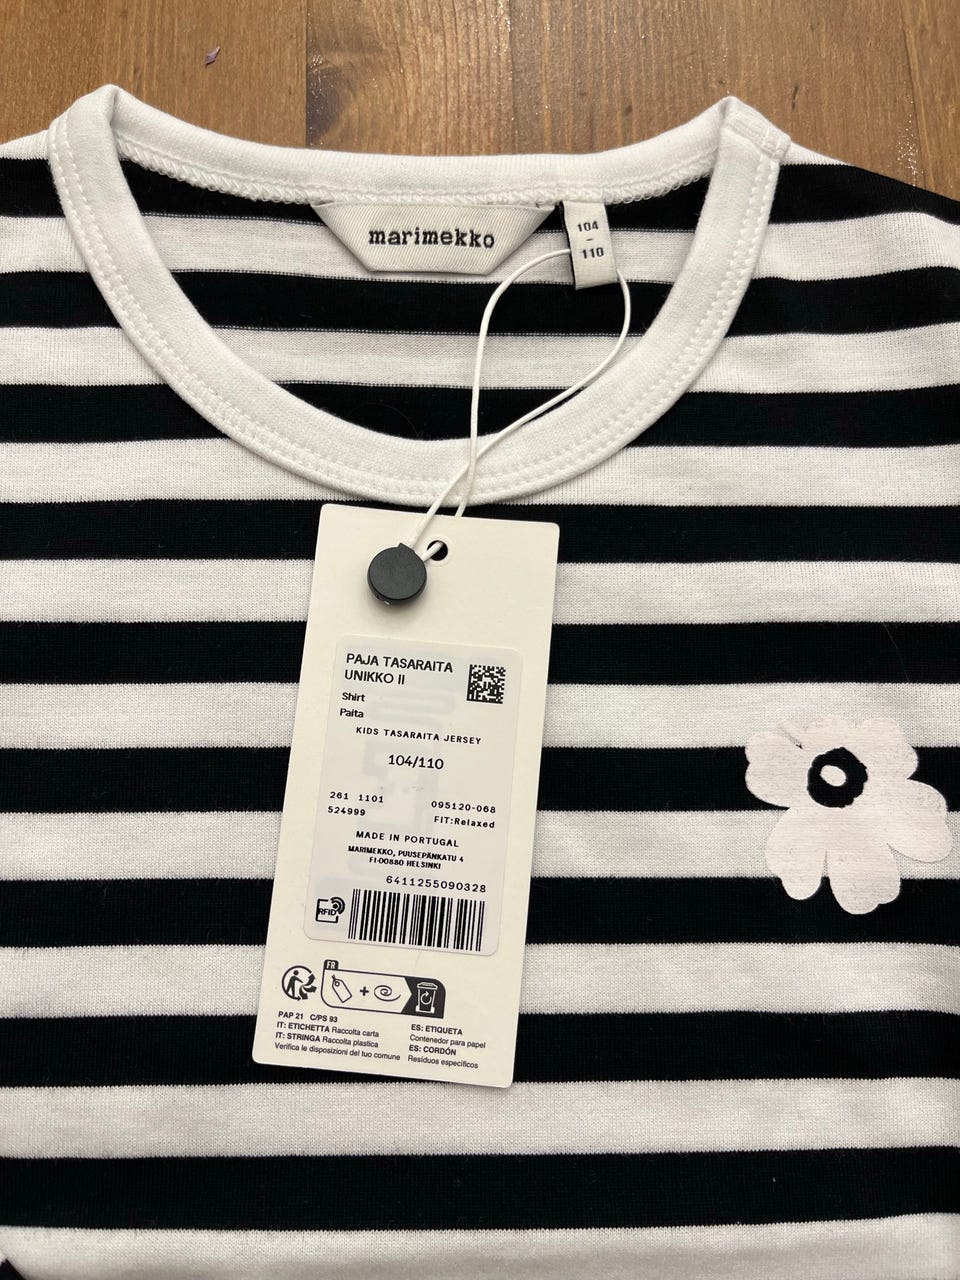 marimekko
104
-
110
PAJA TASARAITA
UNIKKO II
Shirt
Paita
KIDS TASARAITA JERSEY
104/110
261 1101 095120-068
524999 FIT:Relaxed
MADE IN PORTUGAL
MARIMEKKO, PUUSEPÄNKATU 4
FI-00880 HELSINKI
6411255090328
RFID
FR
PAP 21 C/PS 93
IT: ETICHETTA Raccolta carta
IT: STRINGA Raccolta plastica
Verifica le disposizioni del tuo comune
ES: ETIQUETA
Contenedor para papel
ES: CORDÓN
Residuos específicos